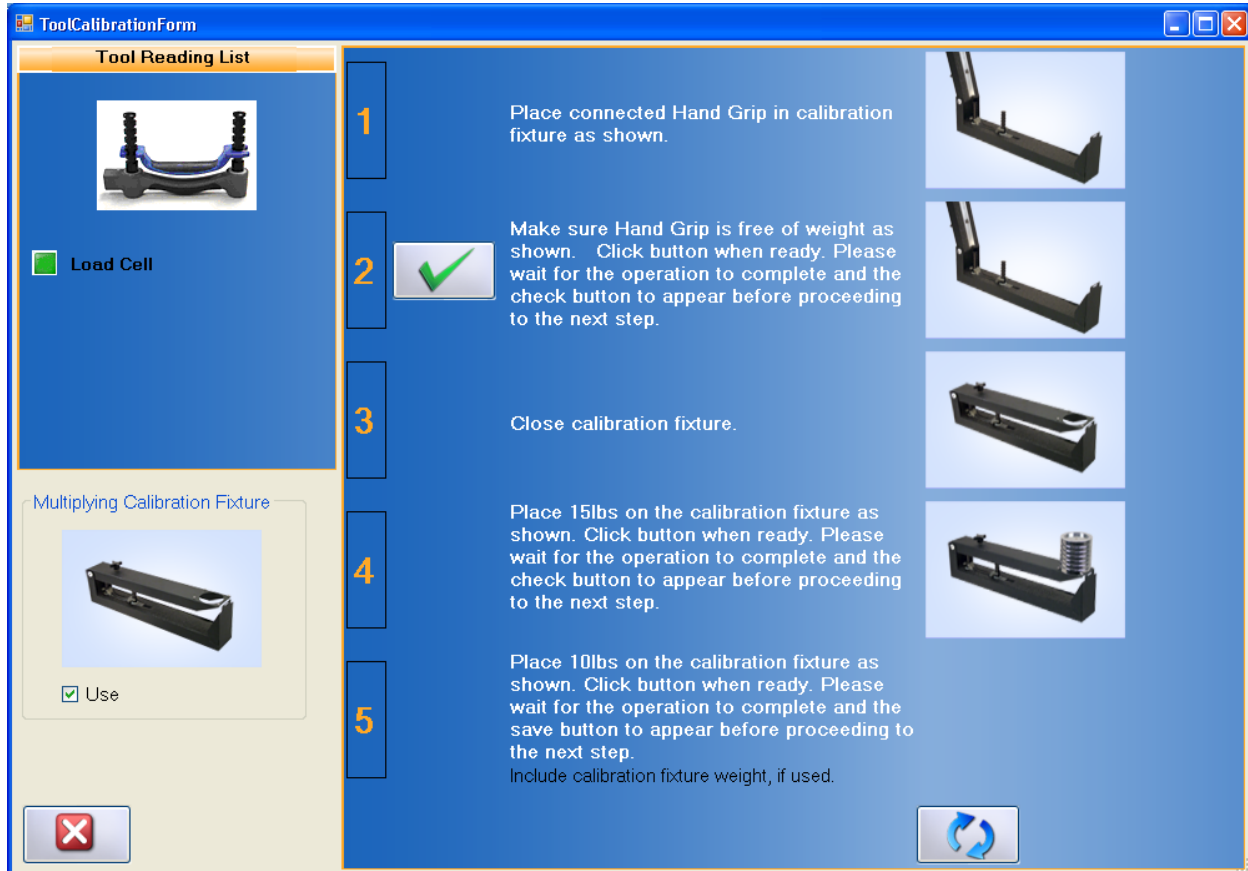 ToolCalibrationForm
Tool Reading List
Load Cell
Multiplying Calibration Fixture
Use
1
Place connected Hand Grip in calibration
fixture as shown.
2
Make sure Hand Grip is free of weight as
shown. Click button when ready. Please
wait for the operation to complete and the
check button to appear before proceeding
to the next step.
3
Close calibration fixture.
4
Place 15lbs on the calibration fixture as
shown. Click button when ready. Please
wait for the operation to complete and the
check button to appear before proceeding
to the next step.
5
Place 10lbs on the calibration fixture as
shown. Click button when ready. Please
wait for the operation to complete and the
save button to appear before proceeding to
the next step.
Include calibration fixture weight, if used.